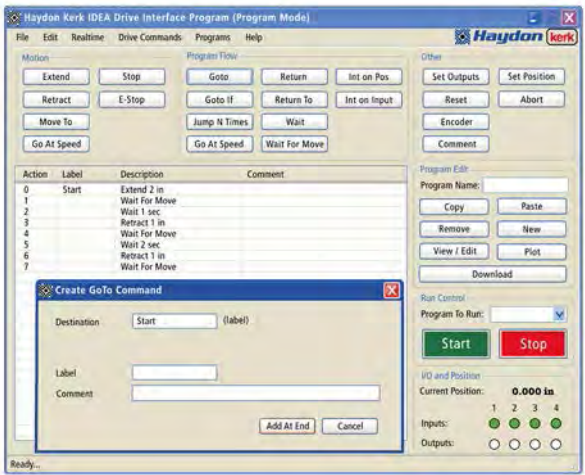 Haydon Kerk IDEA Drive Interface Program (Program Mode)
File Edit Realtime Drive Commands Programs Help
Haydon kerk
Motion
Extend Stop
Retract E-Stop
Move To
Go At Speed
Program Flow
Goto Return Int on Pos
Goto If Return To Int on Input
Jump N Times Wait
Go At Speed Wait For Move
Other
Set Outputs Set Position
Reset Abort
Encoder
Comment
Action Label Description Comment
0 Start Extend 2 in
1 Wait For Move
2 Wait 1 sec
3 Retract 1 in
4 Wait For Move
5 Wait 2 sec
6 Retract 1 in
7 Wait For Move
Program Edit
Program Name:
Copy Paste
Remove New
View / Edit Plot
Download
Create GoTo Command
Destination Start (label)
Label
Comment
Add At End Cancel
Run Control
Program To Run:
Start Stop
I/O and Position
Current Position: 0.000 in
1 2 3 4
Inputs:
Outputs:
Ready...